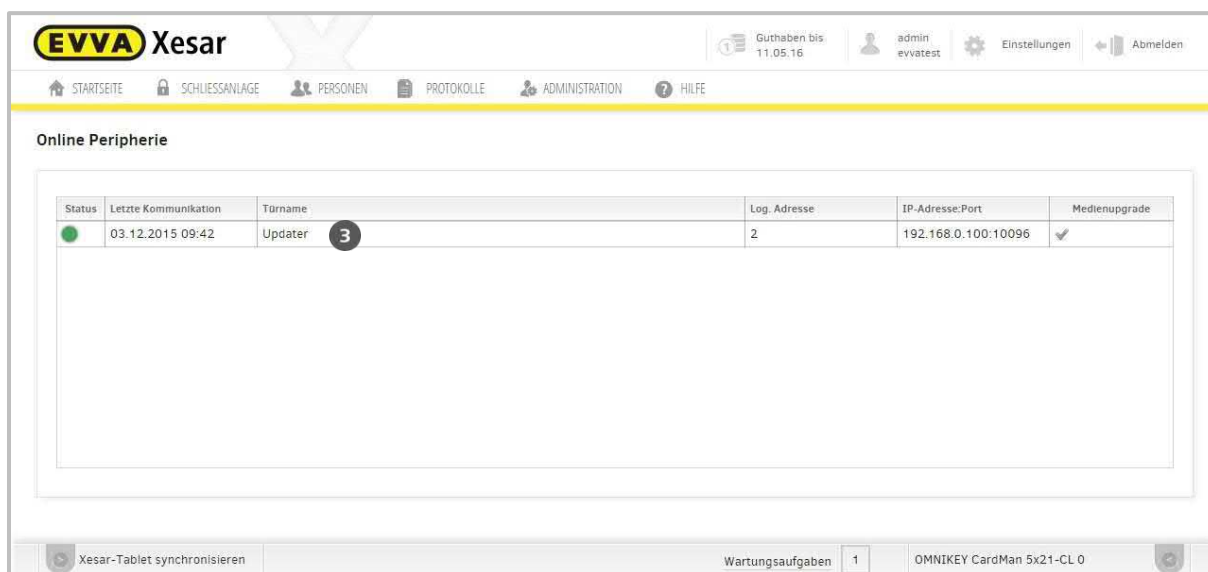 EVVA Xesar
Guthaben bis
11.05.16
admin
evvatest
Einstellungen
Abmelden
STARTSEITE SCHLIESSANLAGE PERSONEN PROTOKOLLE ADMINISTRATION HILFE
Online Peripherie
Status Letzte Kommunikation Türname Log. Adresse IP-Adresse:Port Medienupgrade
03.12.2015 09:42 Updater 3 2 192.168.0.100:10096
Xesar-Tablet synchronisieren Wartungsaufgaben 1 OMNIKEY CardMan 5x21-CL 0